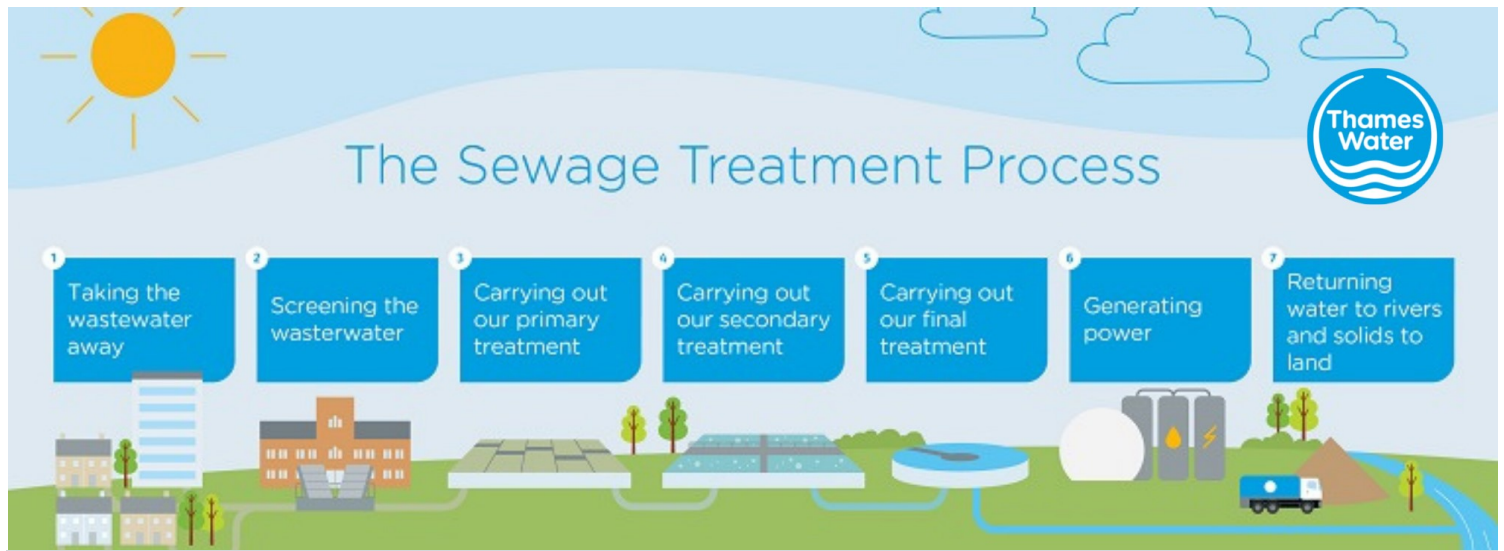 Thames
Water
The Sewage Treatment Process
1
Taking the
wastewater
away
2
Screening the
wasterwater
3
Carrying out
our primary
treatment
4
Carrying out
our secondary
treatment
5
Carrying out
our final
treatment
6
Generating
power
7
Returning
water to rivers
and solids to
land